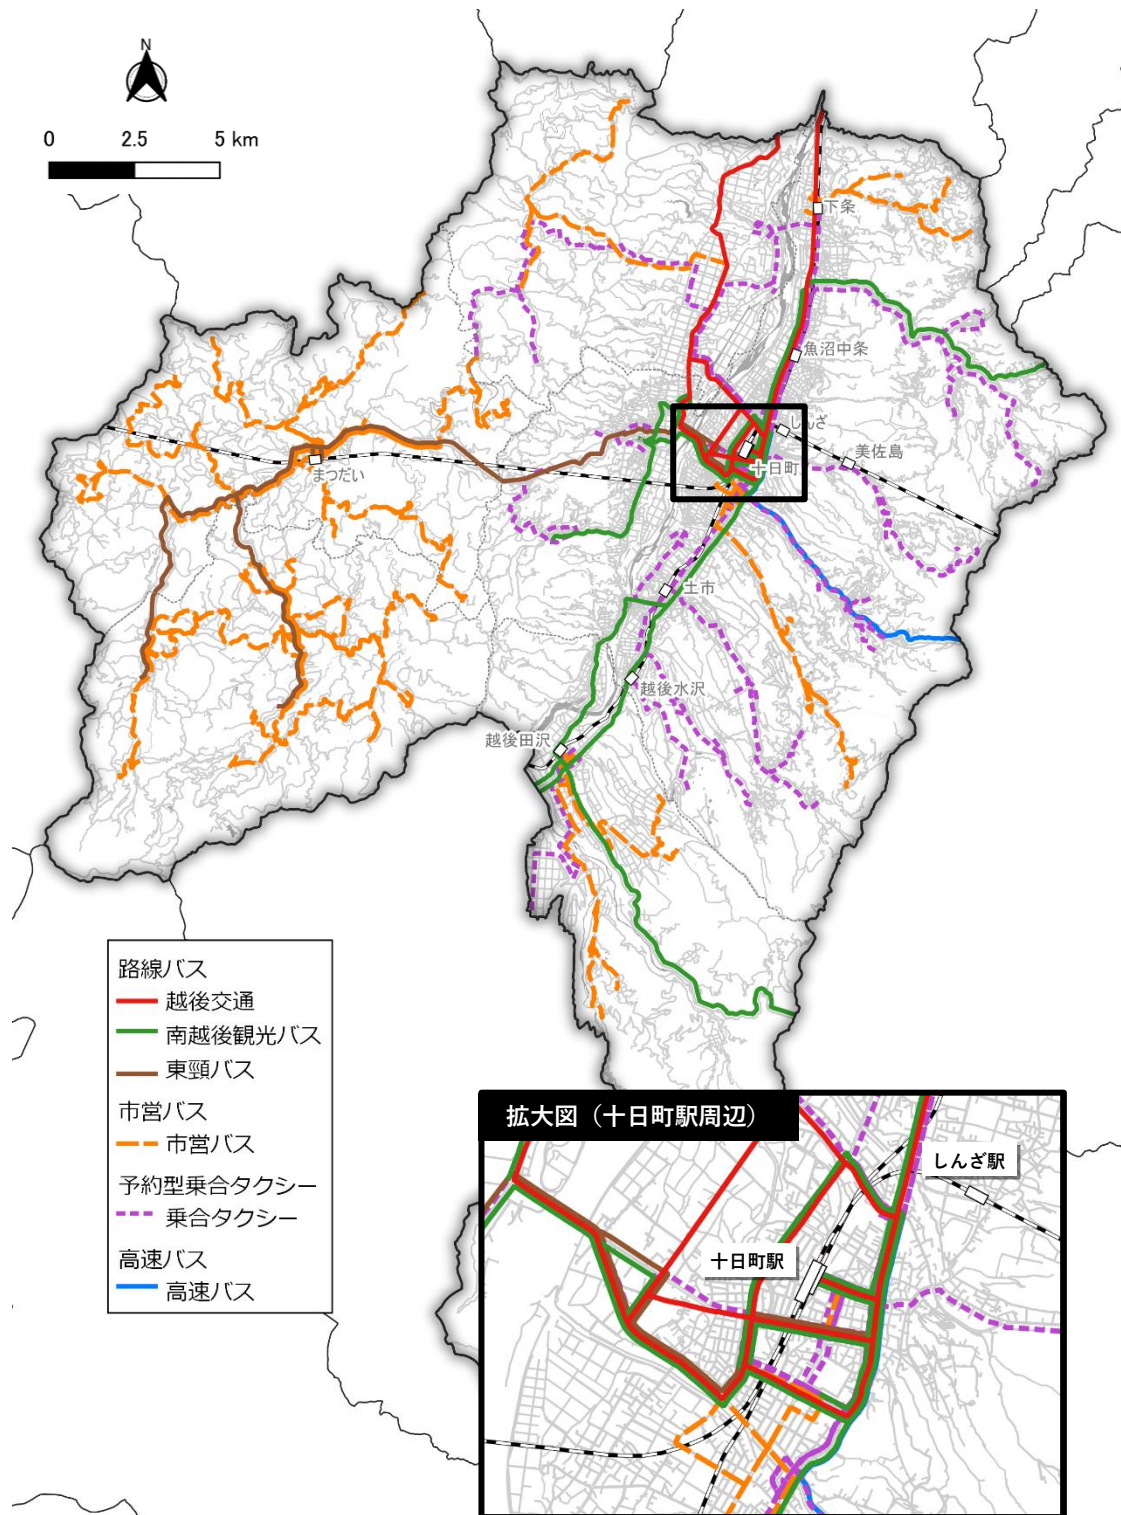 N
0 2.5 5 km
下条
魚沼中条
しんざ
美佐島
十日町
まつだい
土市
越後水沢
越後田沢
路線バス
越後交通
南越後観光バス
東頸バス
市営バス
市営バス
予約型乗合タクシー
乗合タクシー
高速バス
高速バス
拡大図（十日町駅周辺）
しんざ駅
十日町駅